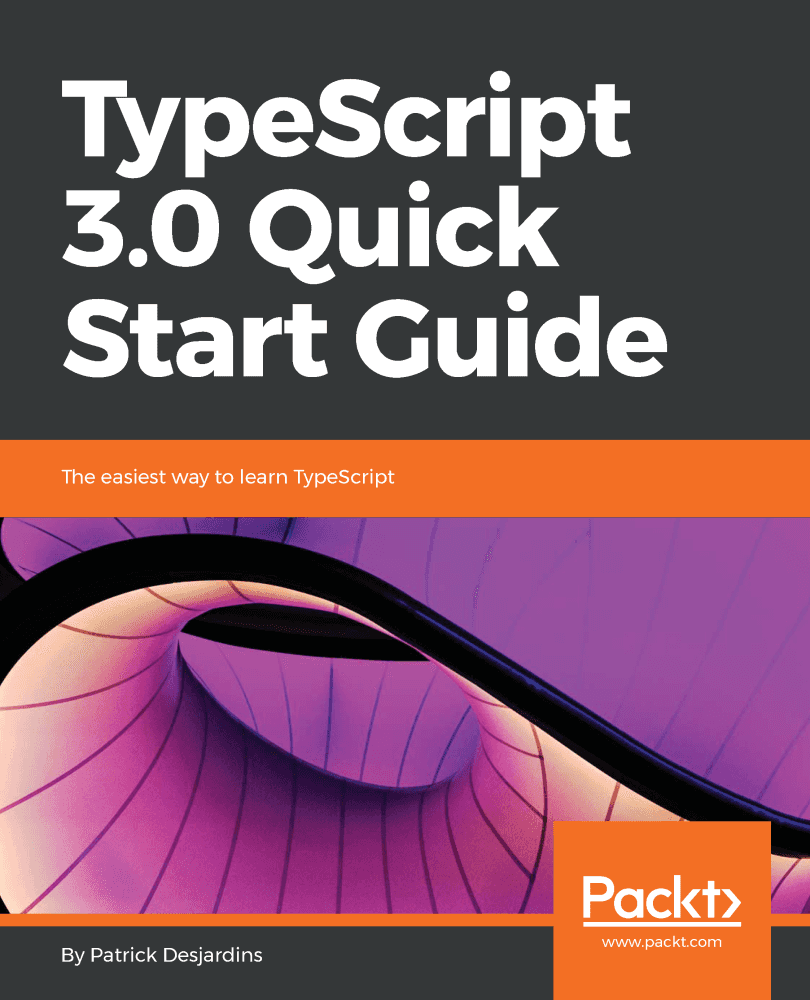 TypeScript
3.0 Quick
Start Guide
The easiest way to learn TypeScript
Packt>
www.packt.com
By Patrick Desjardins